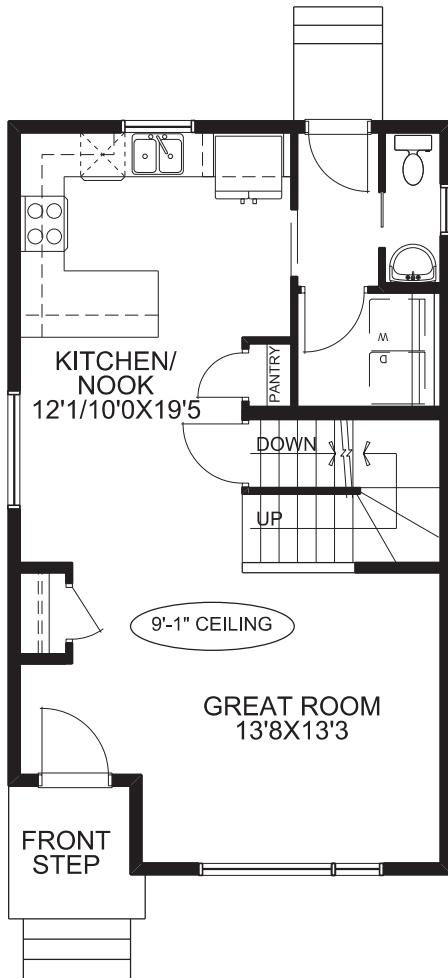 W
D
PANTRY
KITCHEN/
NOOK
12'1/10'0X19'5
DOWN
UP
9'-1" CEILING
GREAT ROOM
13'8X13'3
FRONT
STEP